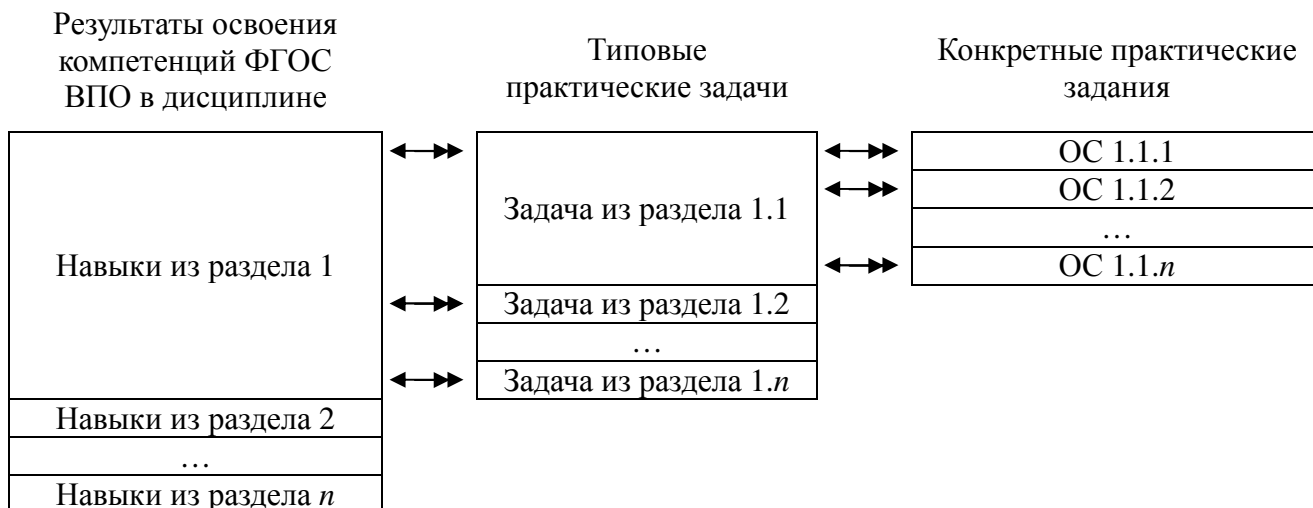 Результаты освоения
компетенций ФГОС
ВПО в дисциплине
Типовые
практические задачи
Конкретные практические
задания
Навыки из раздела 1
Навыки из раздела 2
…
Навыки из раздела n
Задача из раздела 1.1
Задача из раздела 1.2
…
Задача из раздела 1.n
ОС 1.1.1
ОС 1.1.2
…
ОС 1.1.n